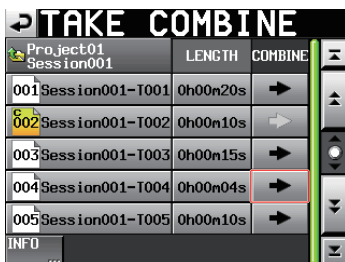 TAKE COMBINE
Project01
Session001
LENGTH
COMBINE
001 Session001-T001 0h00m20s
C
002 Session001-T002 0h00m10s
003 Session001-T003 0h00m15s
004 Session001-T004 0h00m04s
005 Session001-T005 0h00m10s
INFO
...